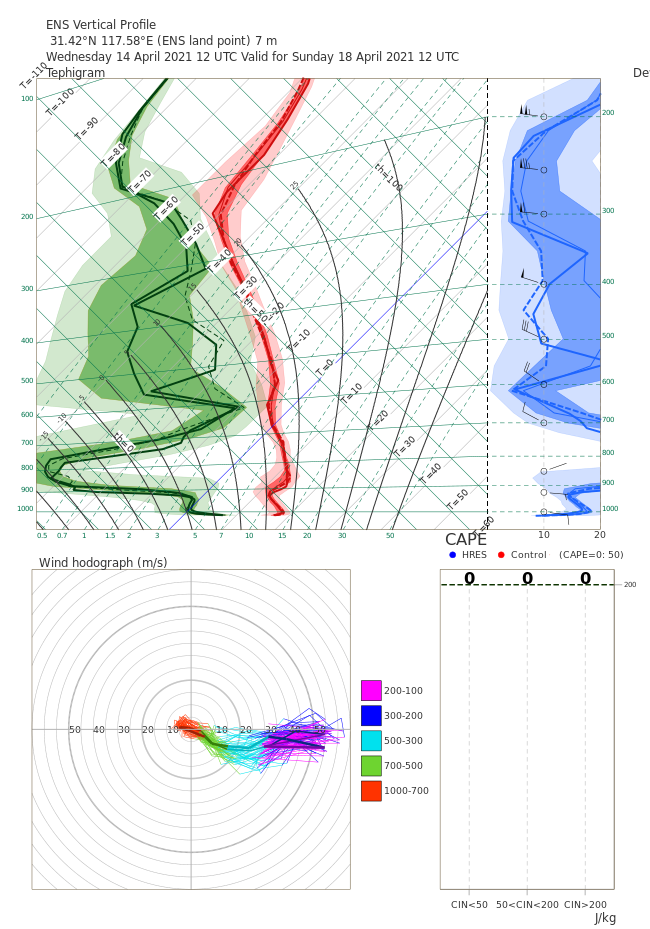 ENS Vertical Profile
31.42°N 117.58°E (ENS land point) 7 m
Wednesday 14 April 2021 12 UTC Valid for Sunday 18 April 2021 12 UTC
Tephigram
De
T=-110
T=-100
T=-90
T=-80
T=-70
T=-60
T=-50
T=-40
T=-30
T=-20
T=-10
T=0
T=10
T=20
T=30
T=40
T=50
T=60
th=100
th=0
100
200
300
400
500
600
700
800
900
1000
25
20
15
10
-5
-10
-15
0.5 0.7 1 1.5 2 3 5 7 10 15 20 30 50
200
300
400
500
600
700
800
900
1000
10 20
CAPE
HRES Control (CAPE=0: 50)
0 0 0
200
CIN<50 50<CIN<200 CIN>200
J/kg
Wind hodograph (m/s)
50 40 30 20 10 10 20 30 40 50
200-100
300-200
500-300
700-500
1000-700